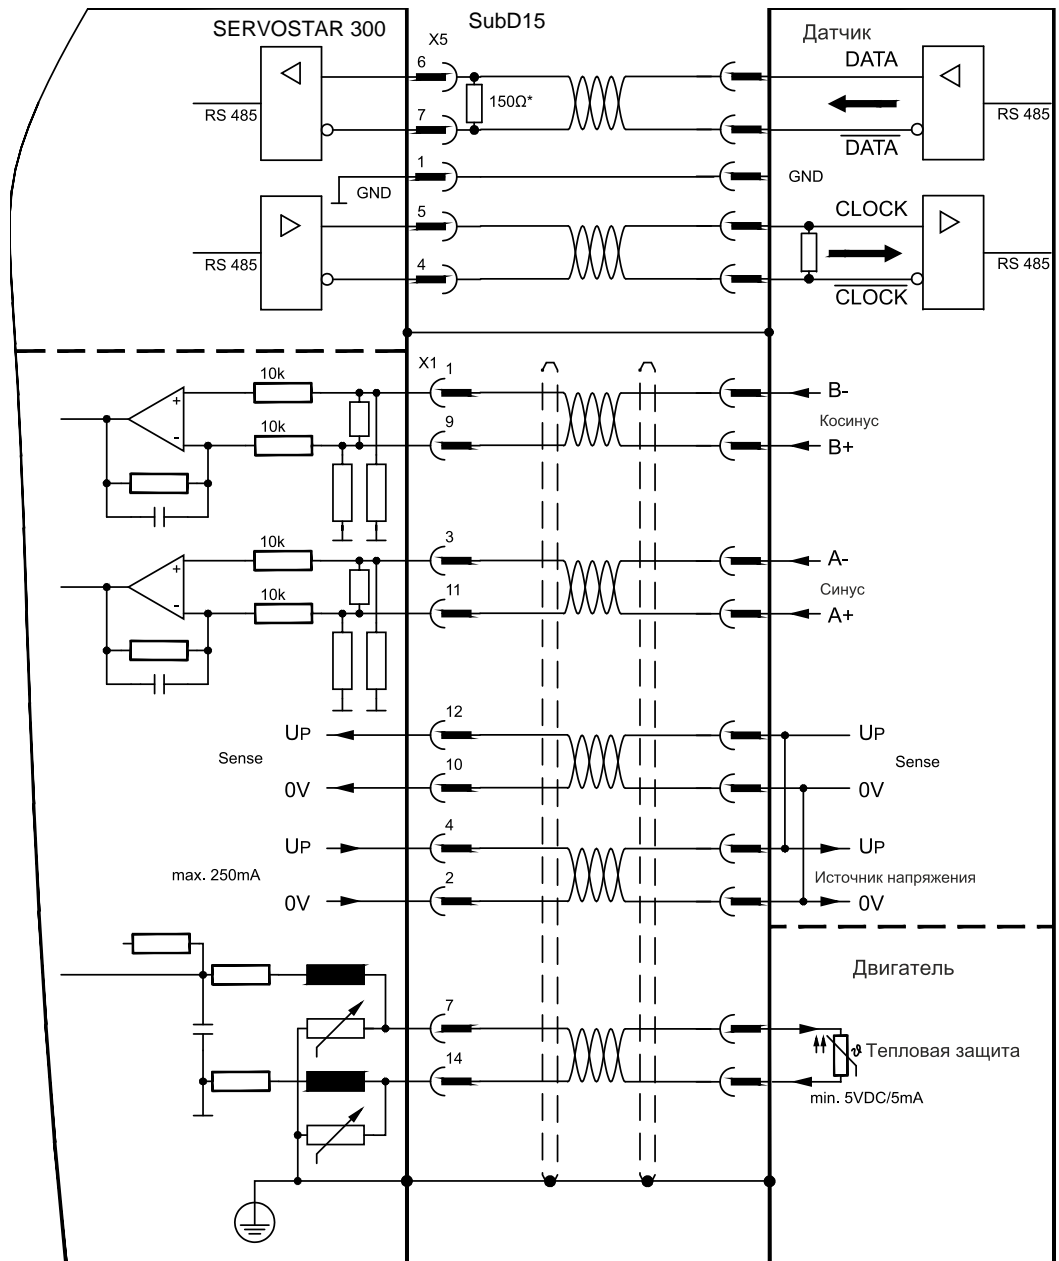 SERVOSTAR 300
SubD15
Датчик
X5
6
DATA
150Ω*
RS 485
RS 485
7
DATA
1
GND
GND
5
CLOCK
RS 485
RS 485
4
CLOCK
X1
1
10k
B-
Косинус
9
10k
B+
+
-
3
10k
A-
Синус
11
10k
A+
+
-
12
UP
UP
Sense
Sense
10
0V
0V
4
UP
UP
max. 250mA
Источник напряжения
2
0V
0V
Двигатель
7
ϑ Тепловая защита
14
min. 5VDC/5mA